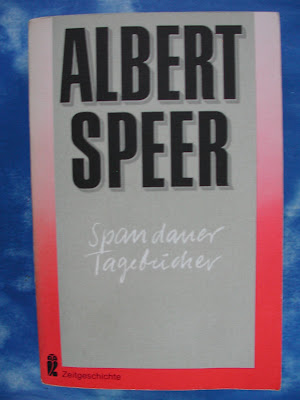 ALBERT
SPEER
Spandauer
Tagebücher
Zeitgeschichte